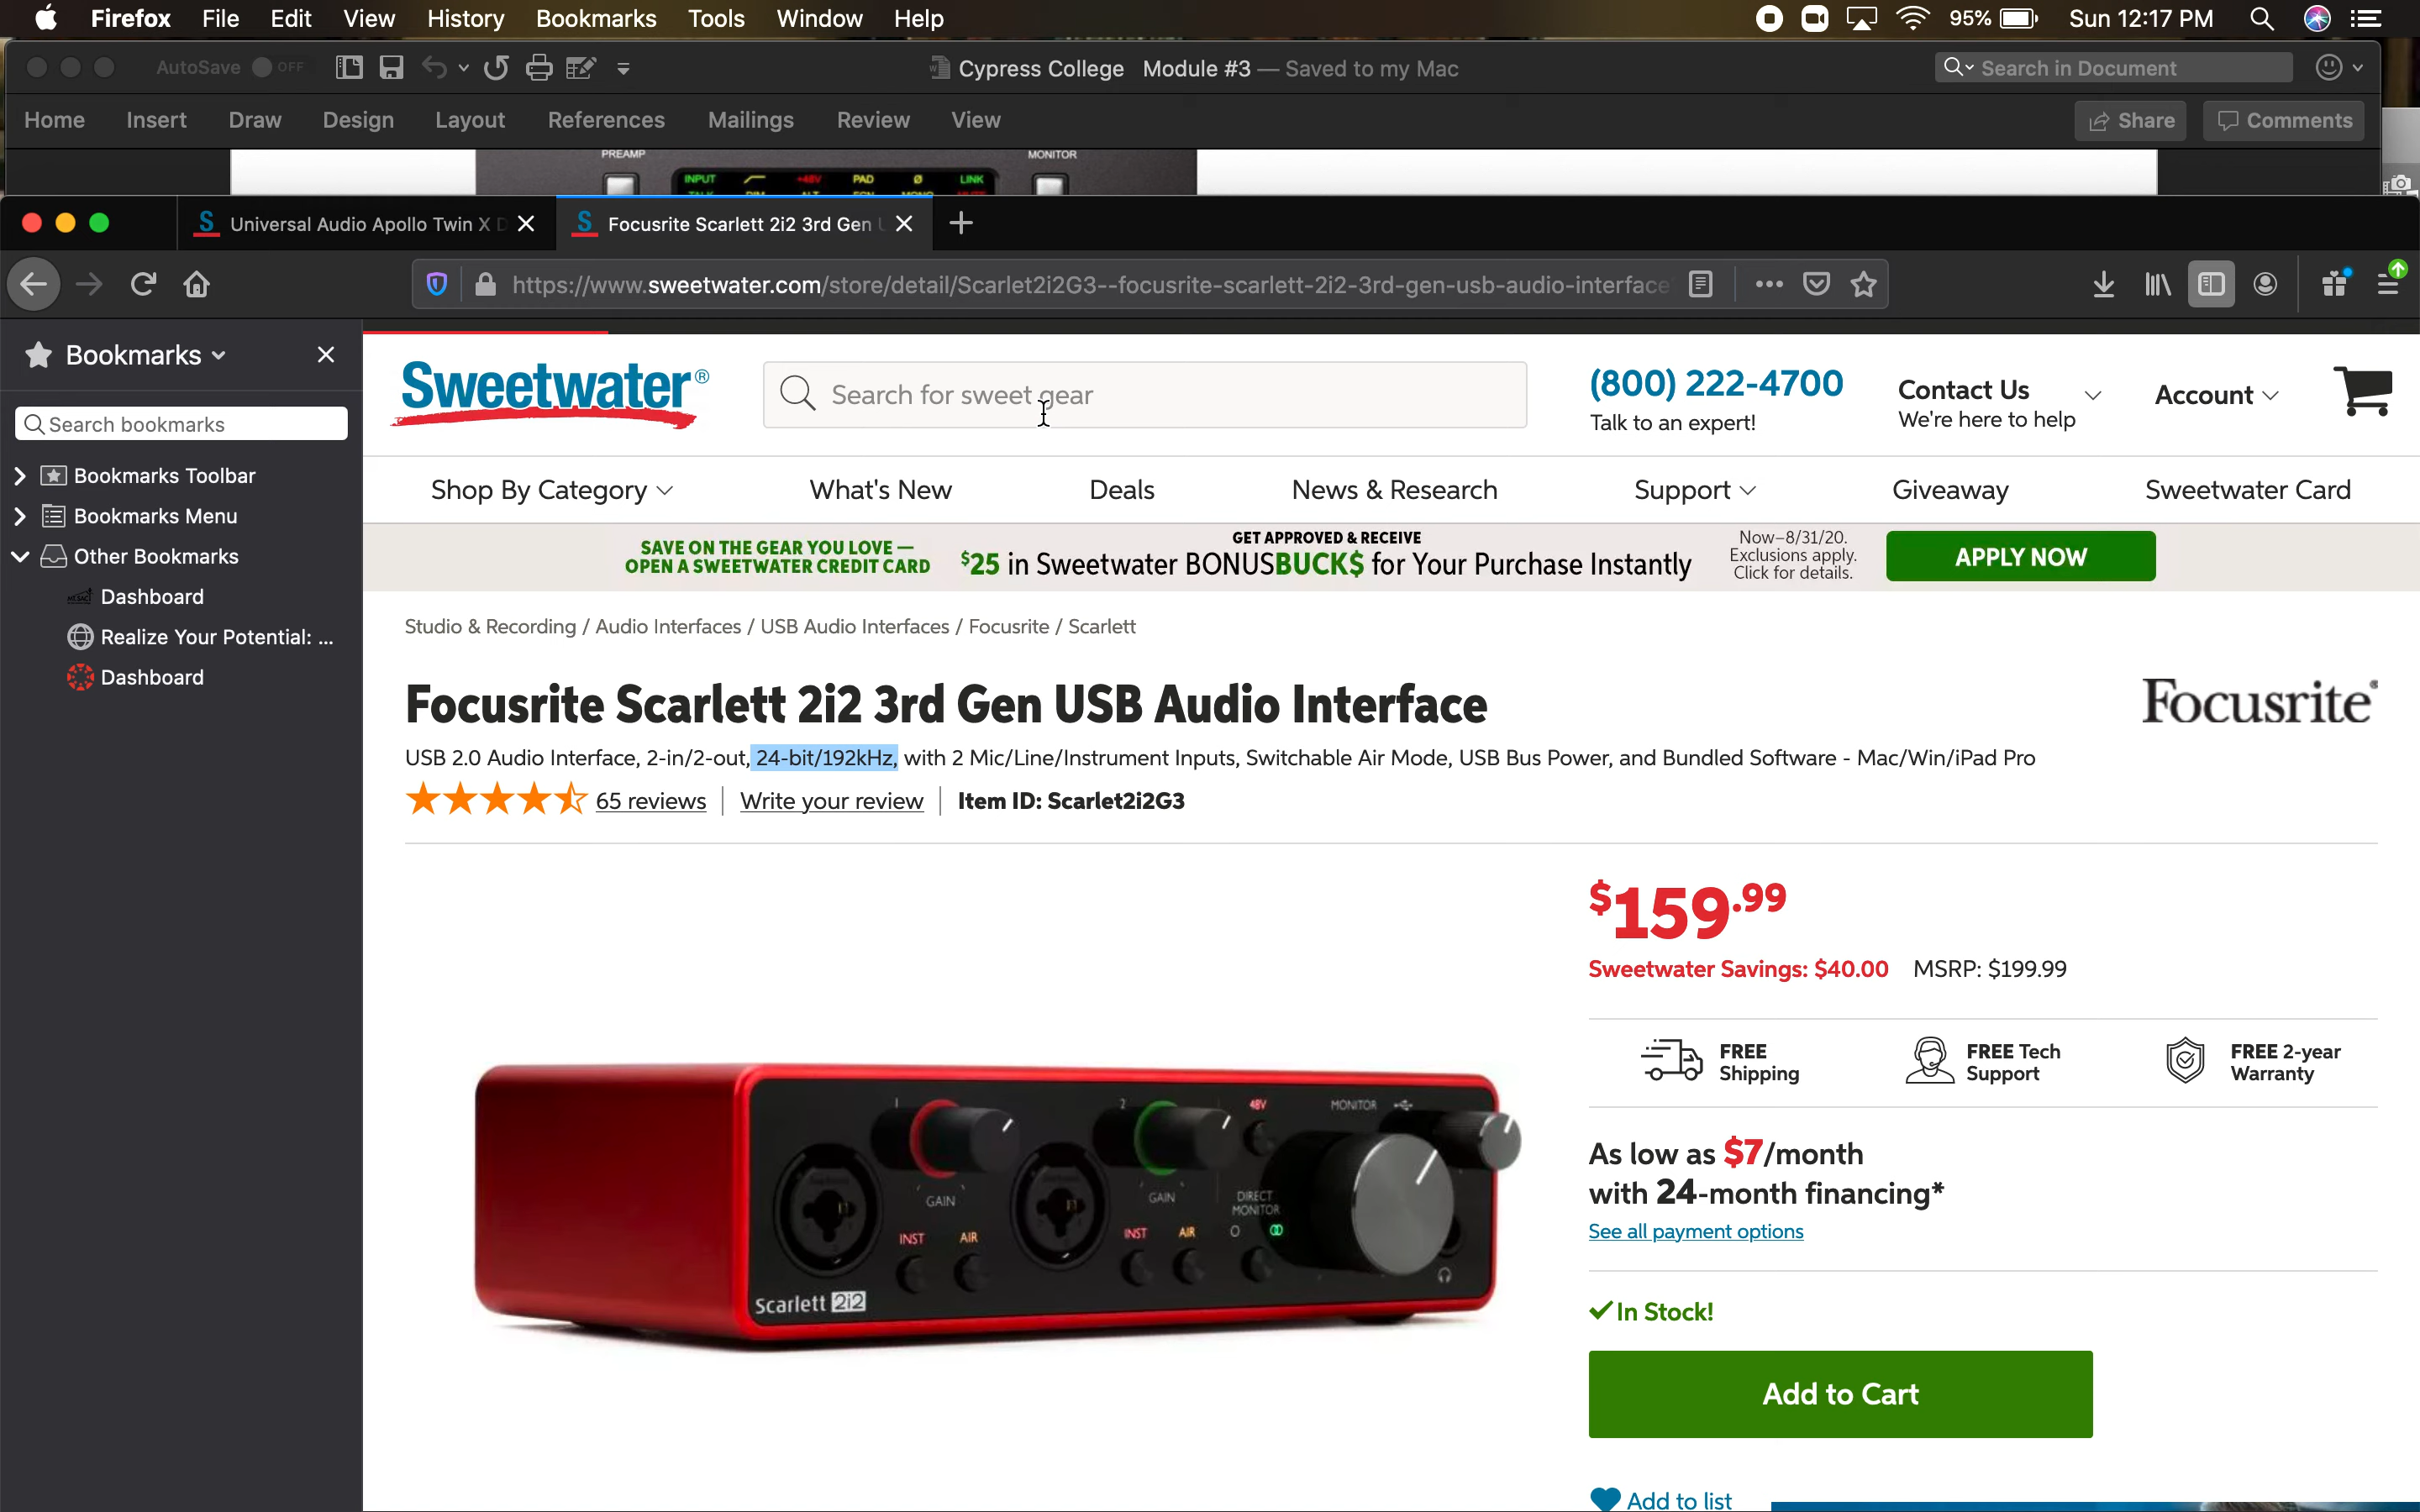 Firefox File Edit View History Bookmarks Tools Window Help 95% Sun 12:17 PM
AutoSave OFF Cypress College Module #3 — Saved to my Mac Search in Document
Home Insert Draw Design Layout References Mailings Review View Share Comments
PREAMP MONITOR
INPUT +48V PAD Ø LINK
Universal Audio Apollo Twin X D Focusrite Scarlett 2i2 3rd Gen
https://www.sweetwater.com/store/detail/Scarlet2i2G3--focusrite-scarlett-2i2-3rd-gen-usb-audio-interface
Bookmarks
Search bookmarks
Bookmarks Toolbar
Bookmarks Menu
Other Bookmarks
Dashboard
Realize Your Potential: ...
Dashboard
Sweetwater®
Search for sweet gear
(800) 222-4700
Talk to an expert!
Contact Us
We're here to help
Account
Shop By Category What's New Deals News & Research Support Giveaway Sweetwater Card
SAVE ON THE GEAR YOU LOVE —
OPEN A SWEETWATER CREDIT CARD
GET APPROVED & RECEIVE
$25 in Sweetwater BONUSBUCK$ for Your Purchase Instantly
Now–8/31/20.
Exclusions apply.
Click for details.
APPLY NOW
Studio & Recording / Audio Interfaces / USB Audio Interfaces / Focusrite / Scarlett
Focusrite Scarlett 2i2 3rd Gen USB Audio Interface
Focusrite®
USB 2.0 Audio Interface, 2-in/2-out, 24-bit/192kHz, with 2 Mic/Line/Instrument Inputs, Switchable Air Mode, USB Bus Power, and Bundled Software - Mac/Win/iPad Pro
65 reviews Write your review Item ID: Scarlet2i2G3
$159.99
Sweetwater Savings: $40.00 MSRP: $199.99
FREE
Shipping
FREE Tech
Support
FREE 2-year
Warranty
As low as $7/month
with 24-month financing*
See all payment options
In Stock!
Add to Cart
Add to list
1 2 48V MONITOR
GAIN GAIN DIRECT
MONITOR
INST AIR INST AIR
Scarlett 2i2